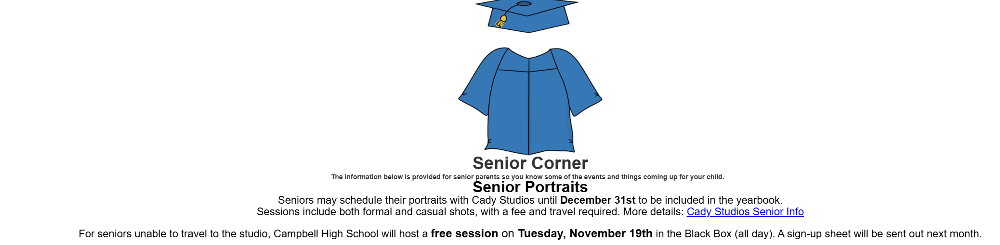 Senior Corner
The information below is provided for senior parents so you know some of the events and things coming up for your child.
Senior Portraits
Seniors may schedule their portraits with Cady Studios until December 31st to be included in the yearbook.
Sessions include both formal and casual shots, with a fee and travel required. More details: Cady Studios Senior Info
For seniors unable to travel to the studio, Campbell High School will host a free session on Tuesday, November 19th in the Black Box (all day). A sign-up sheet will be sent out next month.